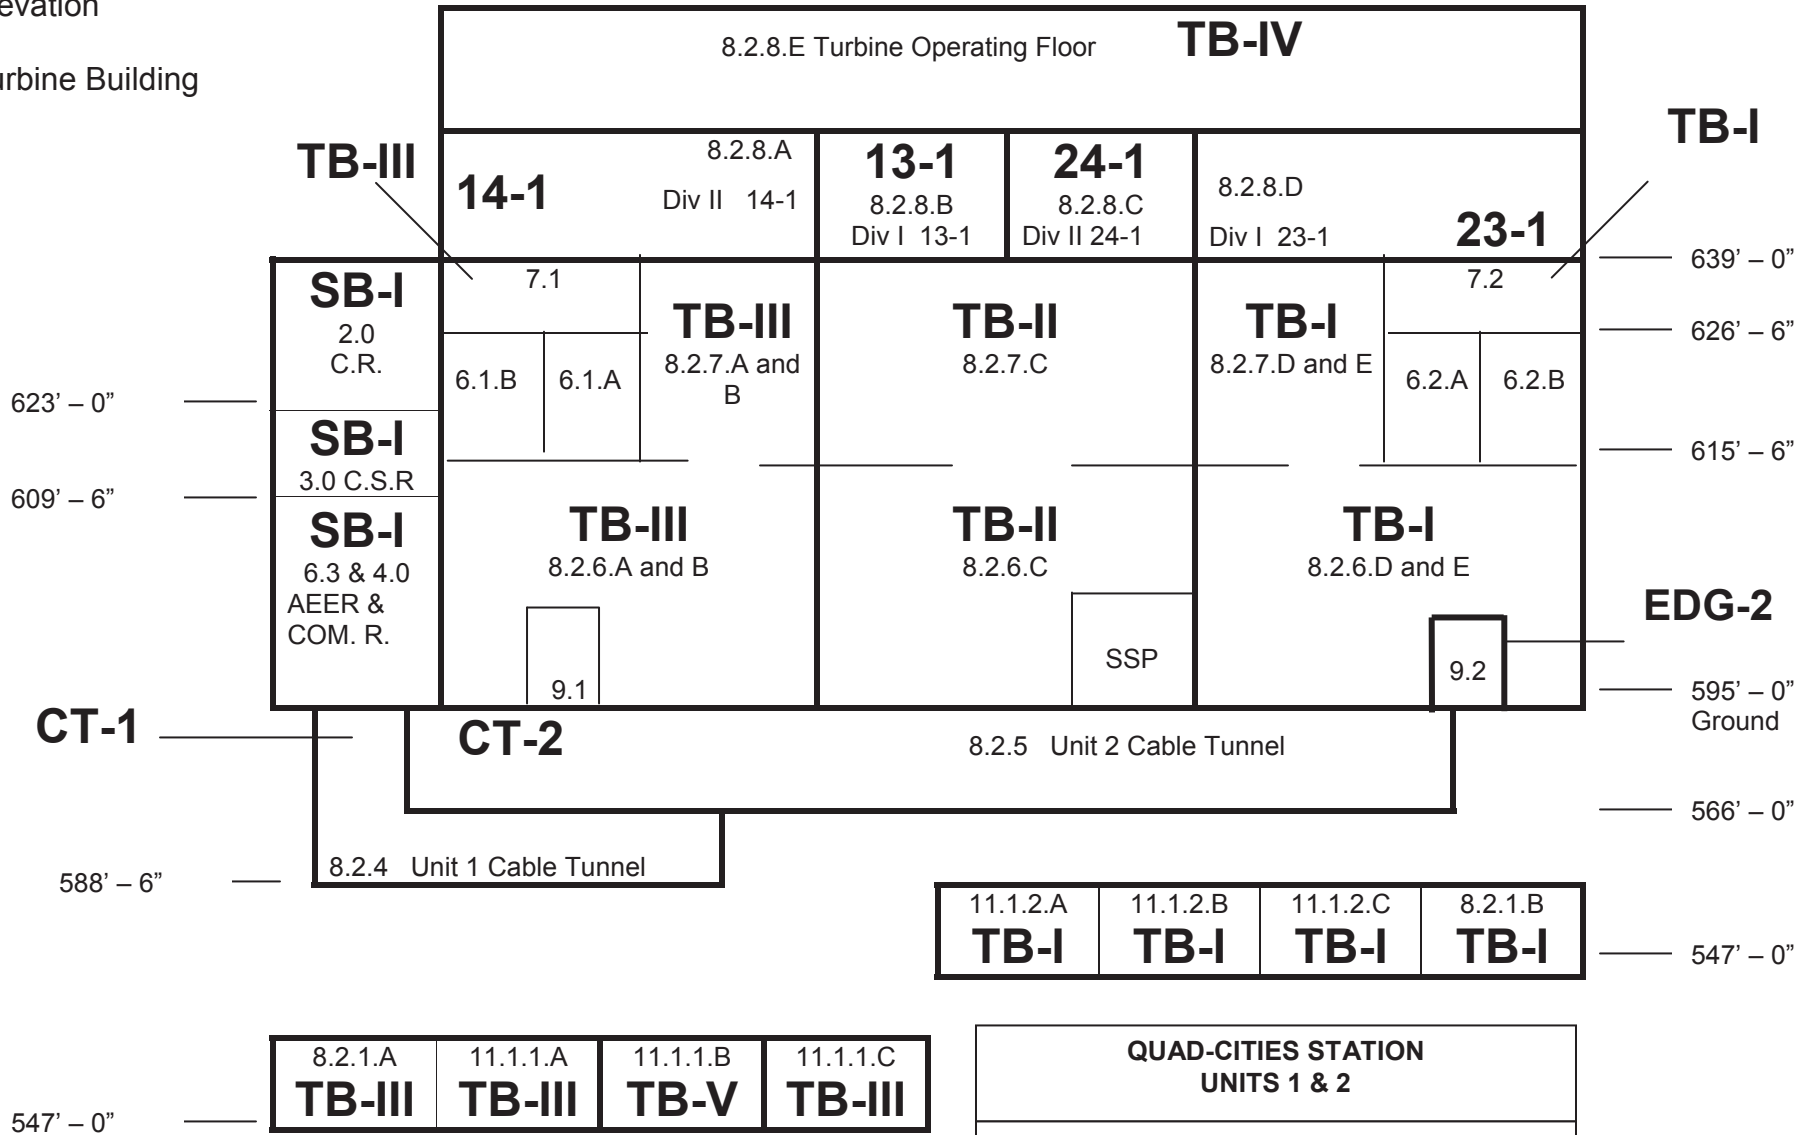 8.2.8.E Turbine Operating Floor TB-IV
Turbine Building
TB-III
TB-I
14-1
8.2.8.A
Div II 14-1
13-1
8.2.8.B
Div I 13-1
24-1
8.2.8.C
Div II 24-1
8.2.8.D
Div I 23-1
23-1
639’ – 0”
SB-I
2.0
C.R.
7.1
TB-III
8.2.7.A and
B
TB-II
8.2.7.C
TB-I
8.2.7.D and E
7.2
626’ – 6”
6.1.B
6.1.A
6.2.A
6.2.B
623’ – 0”
615’ – 6”
SB-I
3.0 C.S.R
609’ – 6”
SB-I
6.3 & 4.0
AEER &
COM. R.
TB-III
8.2.6.A and B
TB-II
8.2.6.C
TB-I
8.2.6.D and E
EDG-2
9.1
SSP
9.2
595’ – 0”
Ground
CT-1
CT-2
8.2.5 Unit 2 Cable Tunnel
566’ – 0”
8.2.4 Unit 1 Cable Tunnel
588’ – 6”
11.1.2.A
TB-I
11.1.2.B
TB-I
11.1.2.C
TB-I
8.2.1.B
TB-I
547’ – 0”
8.2.1.A
TB-III
11.1.1.A
TB-III
11.1.1.B
TB-V
11.1.1.C
TB-III
547’ – 0”
QUAD-CITIES STATION
UNITS 1 & 2